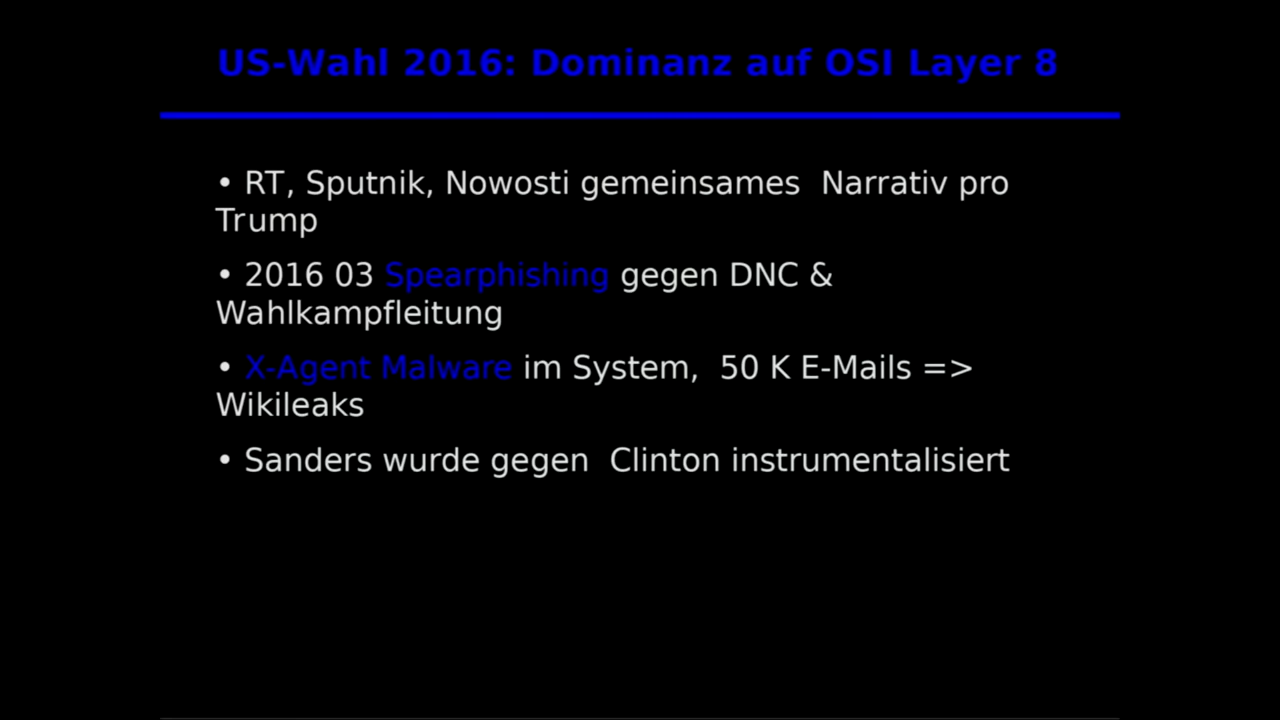 US-Wahl 2016: Dominanz auf OSI Layer 8
• RT, Sputnik, Nowosti gemeinsames  Narrativ pro
Trump
• 2016 03 Spearphishing gegen DNC &
Wahlkampfleitung
• X-Agent Malware im System,  50 K E-Mails =>
Wikileaks
• Sanders wurde gegen  Clinton instrumentalisiert